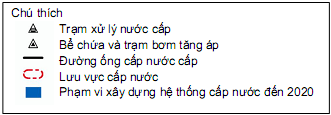 Chú thích
Trạm xử lý nước cấp
Bể chứa và trạm bơm tăng áp
Đường ống cấp nước cấp
Lưu vực cấp nước
Phạm vi xây dựng hệ thống cấp nước đến 2020